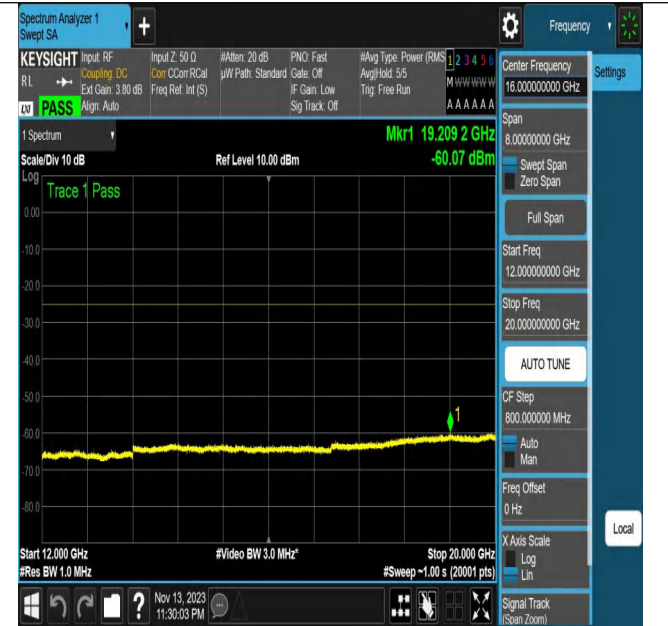 Spectrum Analyzer 1
Swept SA
+
Frequency
KEYSIGHT
RL
PASS
Input: RF
Coupling: DC
Ext Gain: 3.80 dB
Align: Auto
Input Z: 50 Ω
Corr CCorr RCal
Freq Ref: Int (S)
#Atten: 20 dB
µW Path: Standard
PNO: Fast
Gate: Off
IF Gain: Low
Sig Track: Off
#Avg Type: Power (RMS
Avg|Hold: 5/5
Trig: Free Run
1 2 3 4 5 6
M W W W W W
A A A A A A
1 Spectrum
Mkr1 19.209 2 GHz
-60.07 dBm
Scale/Div 10 dB
Ref Level 10.00 dBm
Log
Trace 1 Pass
0.00
-10.0
-20.0
-30.0
-40.0
-50.0
-60.0
-70.0
-80.0
1
Start 12.000 GHz
#Video BW 3.0 MHz*
Stop 20.000 GHz
#Res BW 1.0 MHz
#Sweep ~1.00 s (20001 pts)
Center Frequency
16.000000000 GHz
Settings
Span
8.00000000 GHz
Swept Span
Zero Span
Full Span
Start Freq
12.000000000 GHz
Stop Freq
20.000000000 GHz
AUTO TUNE
CF Step
800.000000 MHz
Auto
Man
Freq Offset
0 Hz
X Axis Scale
Log
Lin
Local
Signal Track
(Span Zoom)
?
Nov 13, 2023
11:30:03 PM